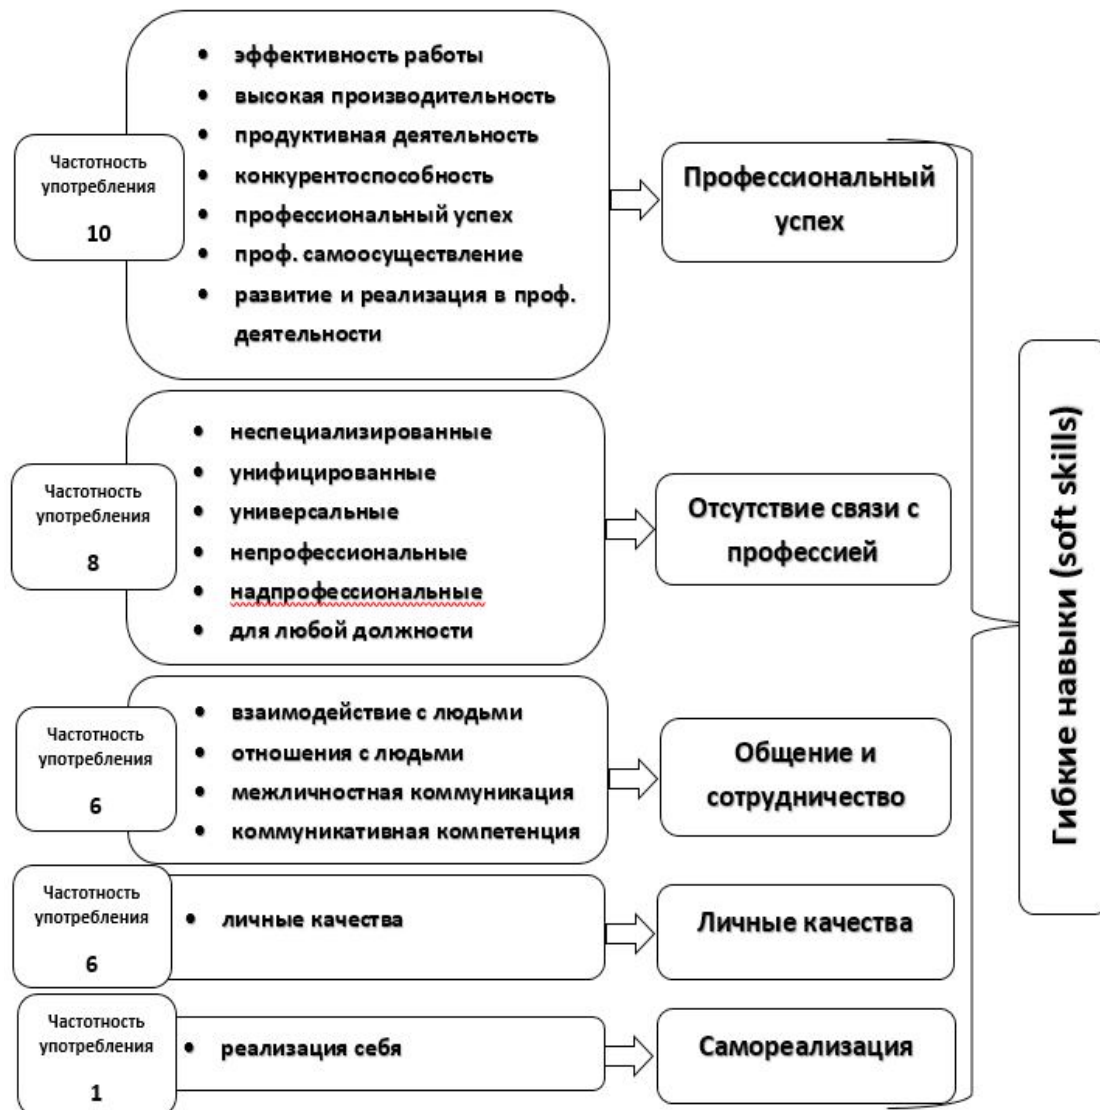 Частотность
употребления
10
эффективность работы
высокая производительность
продуктивная деятельность
конкурентоспособность
профессиональный успех
проф. самоосуществление
развитие и реализация в проф.
деятельности
Профессиональный
успех
Частотность
употребления
8
неспециализированные
унифицированные
универсальные
непрофессиональные
надпрофессиональные
для любой должности
Отсутствие связи с
профессией
Частотность
употребления
6
взаимодействие с людьми
отношения с людьми
межличностная коммуникация
коммуникативная компетенция
Общение и
сотрудничество
Частотность
употребления
6
личные качества
Личные качества
Частотность
употребления
1
реализация себя
Самореализация
Гибкие навыки (soft skills)